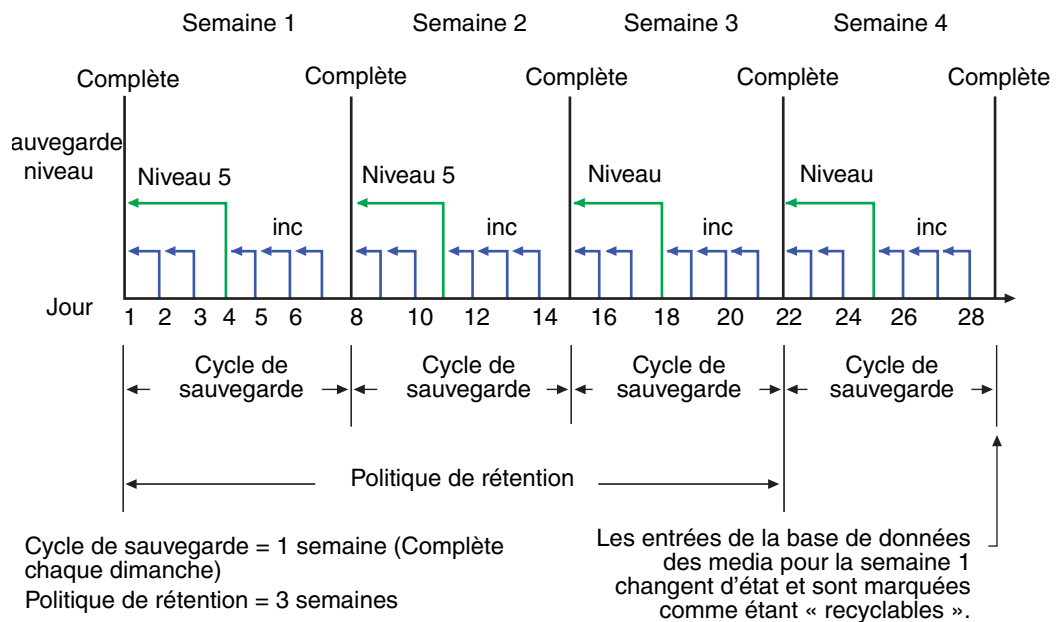 Semaine 1 Semaine 2 Semaine 3 Semaine 4
Complète Complète Complète Complète Complète
auvegarde
niveau
Niveau 5 Niveau 5 Niveau Niveau
inc inc inc inc
Jour
1 2 3 4 5 6 8 10 12 14 16 18 20 22 24 26 28
Cycle de Cycle de Cycle de Cycle de
sauvegarde sauvegarde sauvegarde sauvegarde
Politique de rétention
Cycle de sauvegarde = 1 semaine (Complète
chaque dimanche)
Politique de rétention = 3 semaines
Les entrées de la base de données
des media pour la semaine 1
changent d'état et sont marquées
comme étant « recyclables ».